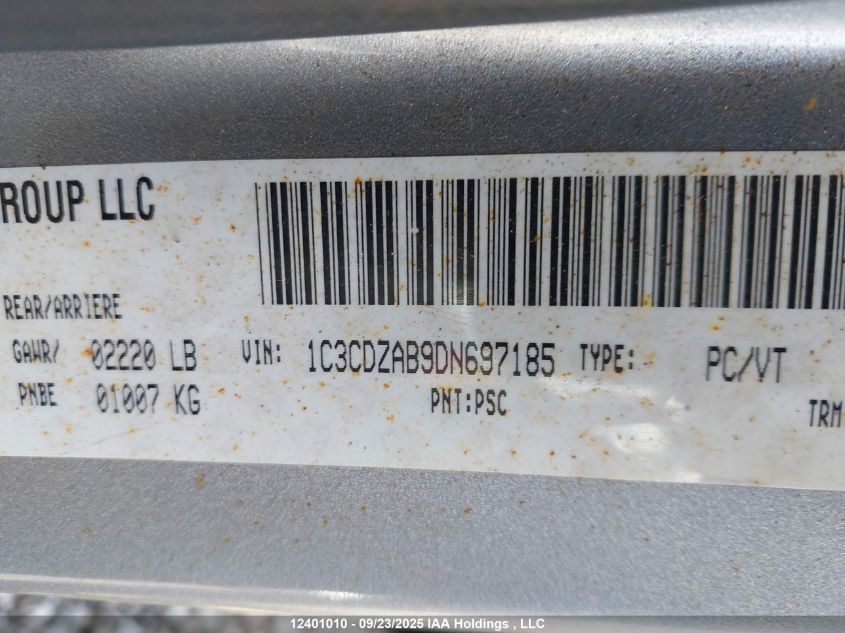 ROUP LLC
REAR/ARRIERE
GAWR/ 02220 LB VIN: 1C3CDZAB9DN697185 TYPE: PC/VT
PNBE 01007 KG PNT:PSC TRM
12401010 - 09/23/2025 IAA Holdings , LLC